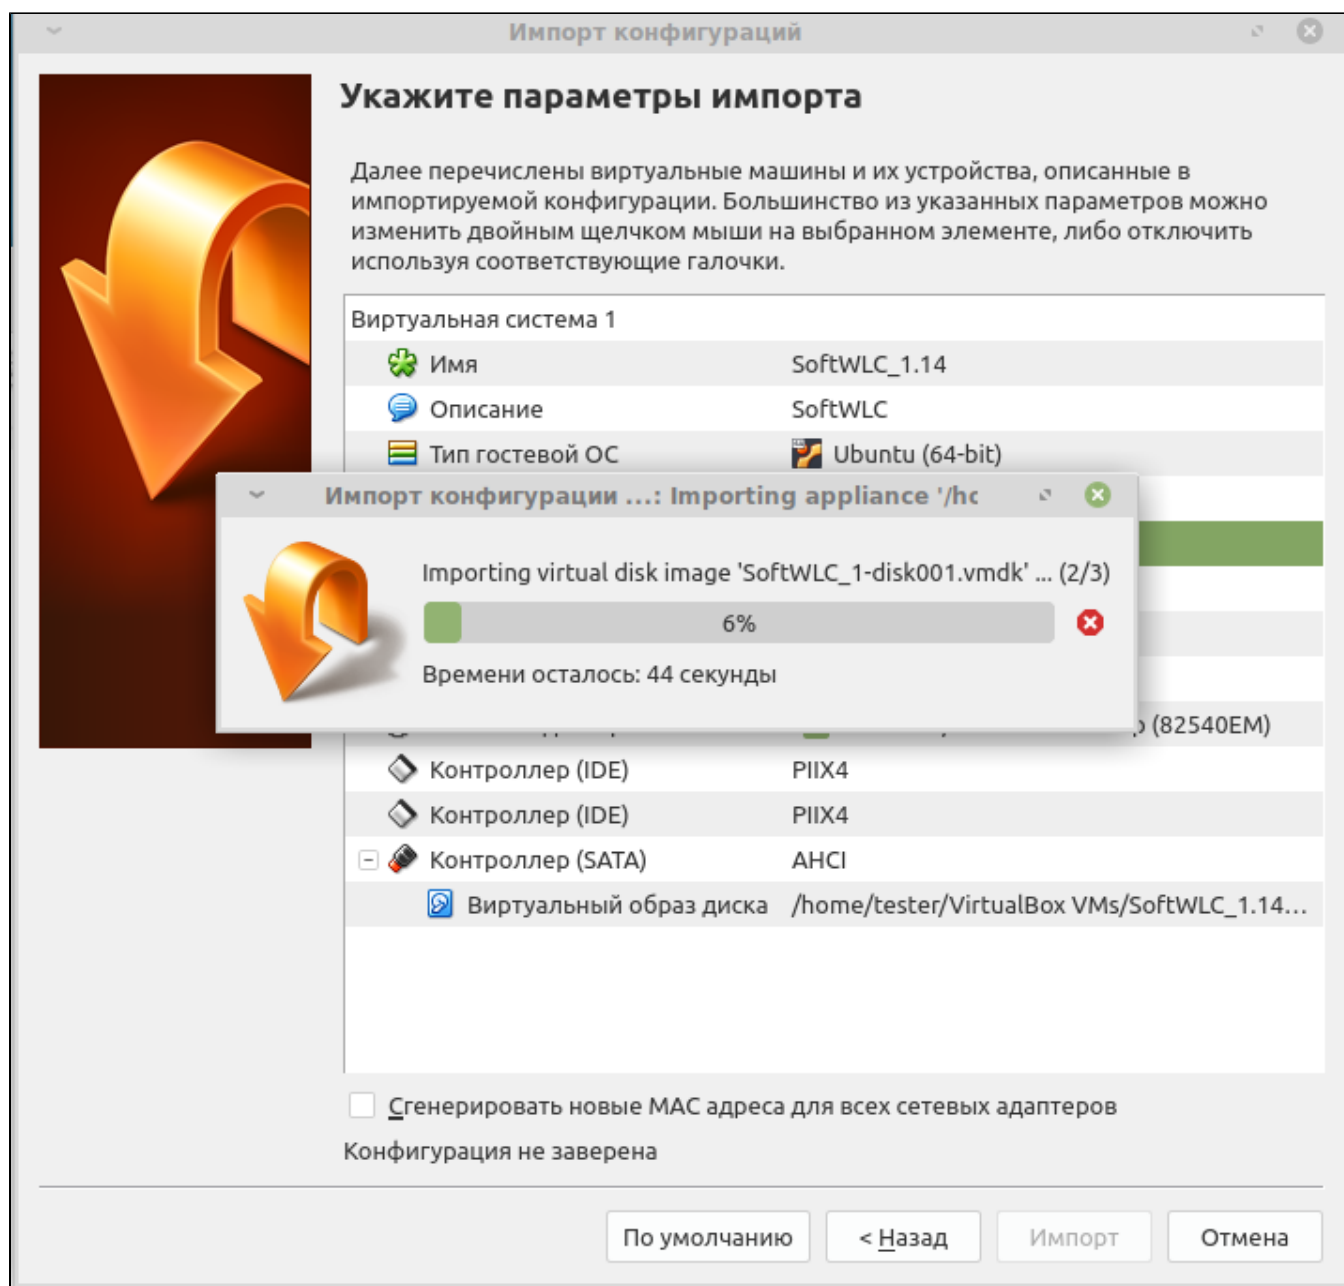 Импорт конфигураций
Укажите параметры импорта
Далее перечислены виртуальные машины и их устройства, описанные в
импортируемой конфигурации. Большинство из указанных параметров можно
изменить двойным щелчком мыши на выбранном элементе, либо отключить
используя соответствующие галочки.
Виртуальная система 1
Имя SoftWLC_1.14
Описание SoftWLC
Тип гостевой ОС Ubuntu (64-bit)
Импорт конфигурации ...: Importing appliance '/hc
Importing virtual disk image 'SoftWLC_1-disk001.vmdk' ... (2/3)
6%
Времени осталось: 44 секунды
(82540EM)
Контроллер (IDE) PIIX4
Контроллер (IDE) PIIX4
Контроллер (SATA) AHCI
Виртуальный образ диска /home/tester/VirtualBox VMs/SoftWLC_1.14...
Сгенерировать новые MAC адреса для всех сетевых адаптеров
Конфигурация не заверена
По умолчанию < Назад Импорт Отмена